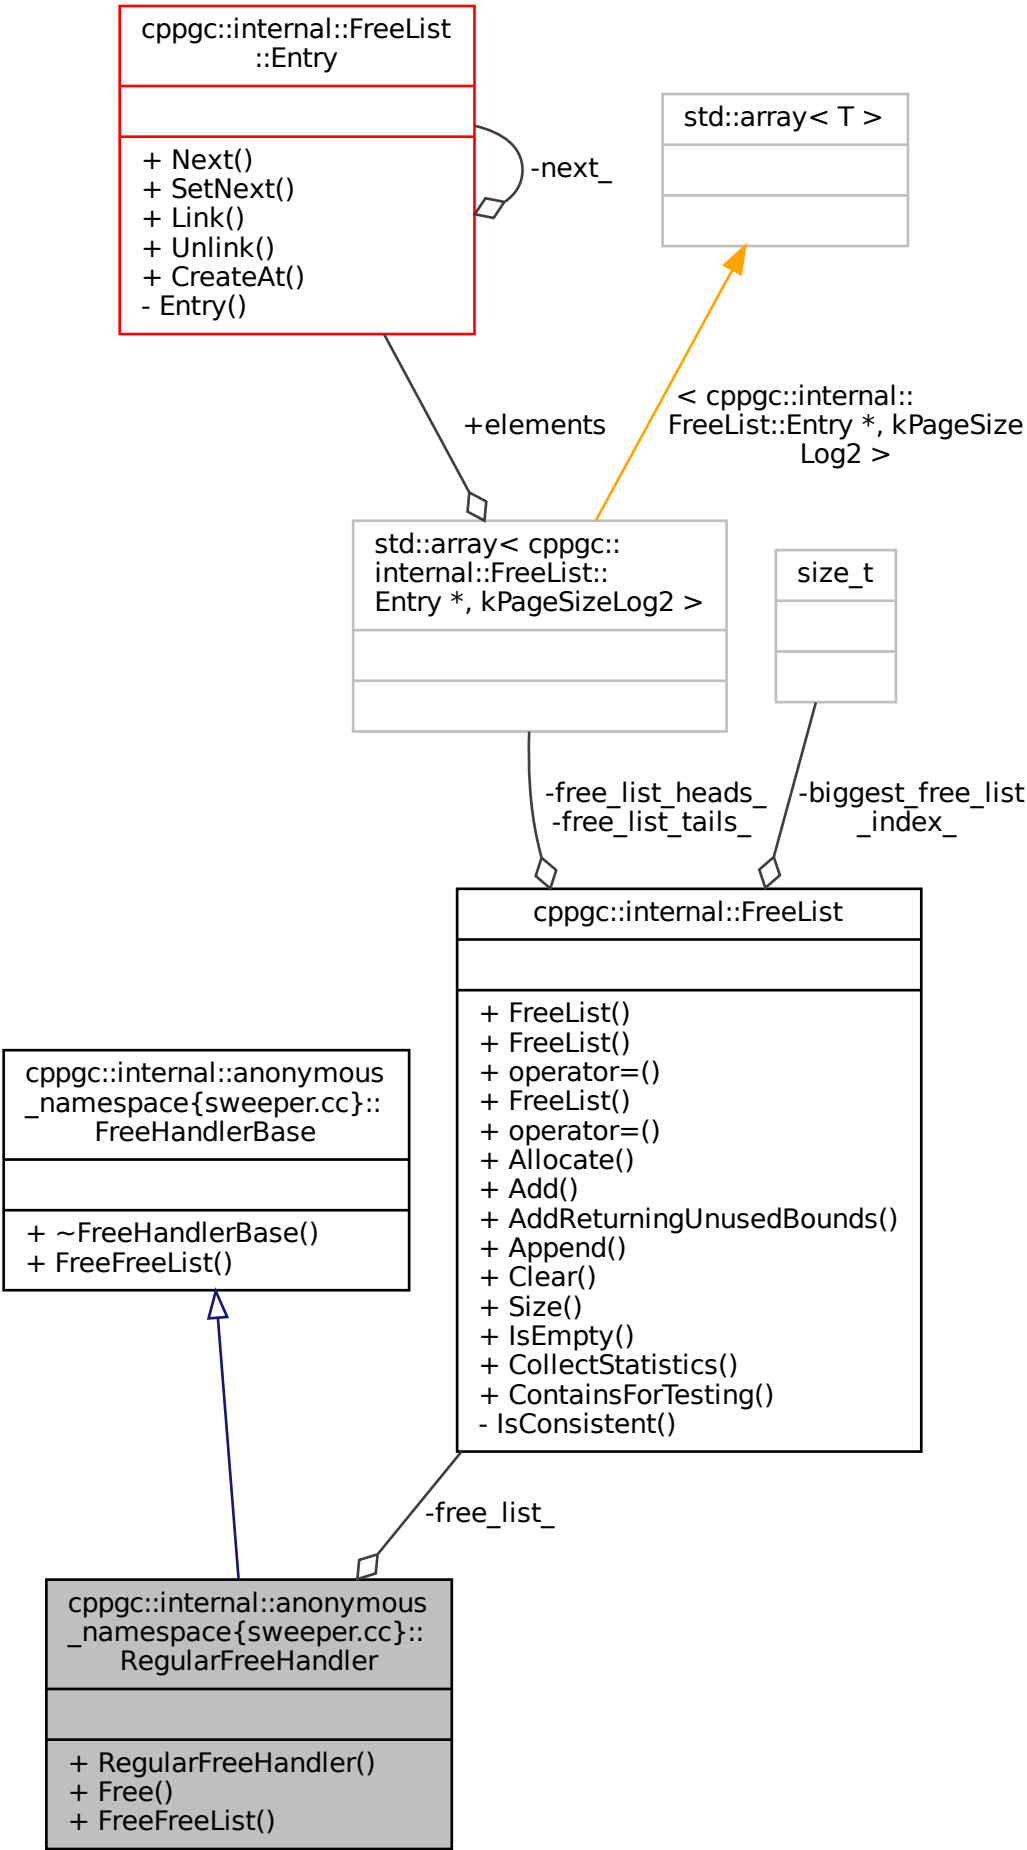 cppgc::internal::FreeList
::Entry
+ Next()
+ SetNext()
+ Link()
+ Unlink()
+ CreateAt()
- Entry()
-next_
std::array< T >
+elements
< cppgc::internal::
FreeList::Entry *, kPageSize
Log2 >
std::array< cppgc::
internal::FreeList::
Entry *, kPageSizeLog2 >
size_t
-free_list_heads_
-free_list_tails_
-biggest_free_list
_index_
cppgc::internal::FreeList
+ FreeList()
+ FreeList()
+ operator=()
+ FreeList()
+ operator=()
+ Allocate()
+ Add()
+ AddReturningUnusedBounds()
+ Append()
+ Clear()
+ Size()
+ IsEmpty()
+ CollectStatistics()
+ ContainsForTesting()
- IsConsistent()
cppgc::internal::anonymous
_namespace{sweeper.cc}::
FreeHandlerBase
+ ~FreeHandlerBase()
+ FreeFreeList()
-free_list_
cppgc::internal::anonymous
_namespace{sweeper.cc}::
RegularFreeHandler
+ RegularFreeHandler()
+ Free()
+ FreeFreeList()